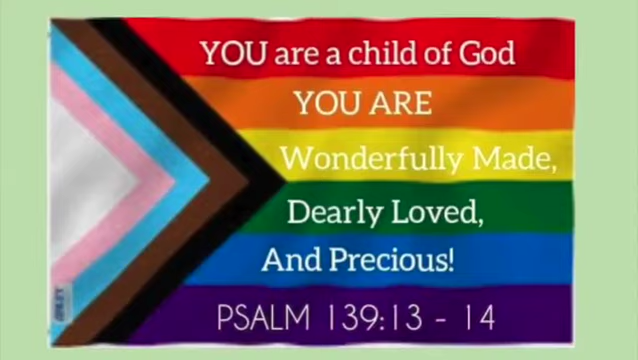 YOU are a child of God
YOU ARE
Wonderfully Made,
Dearly Loved,
And Precious!
PSALM 139:13 - 14